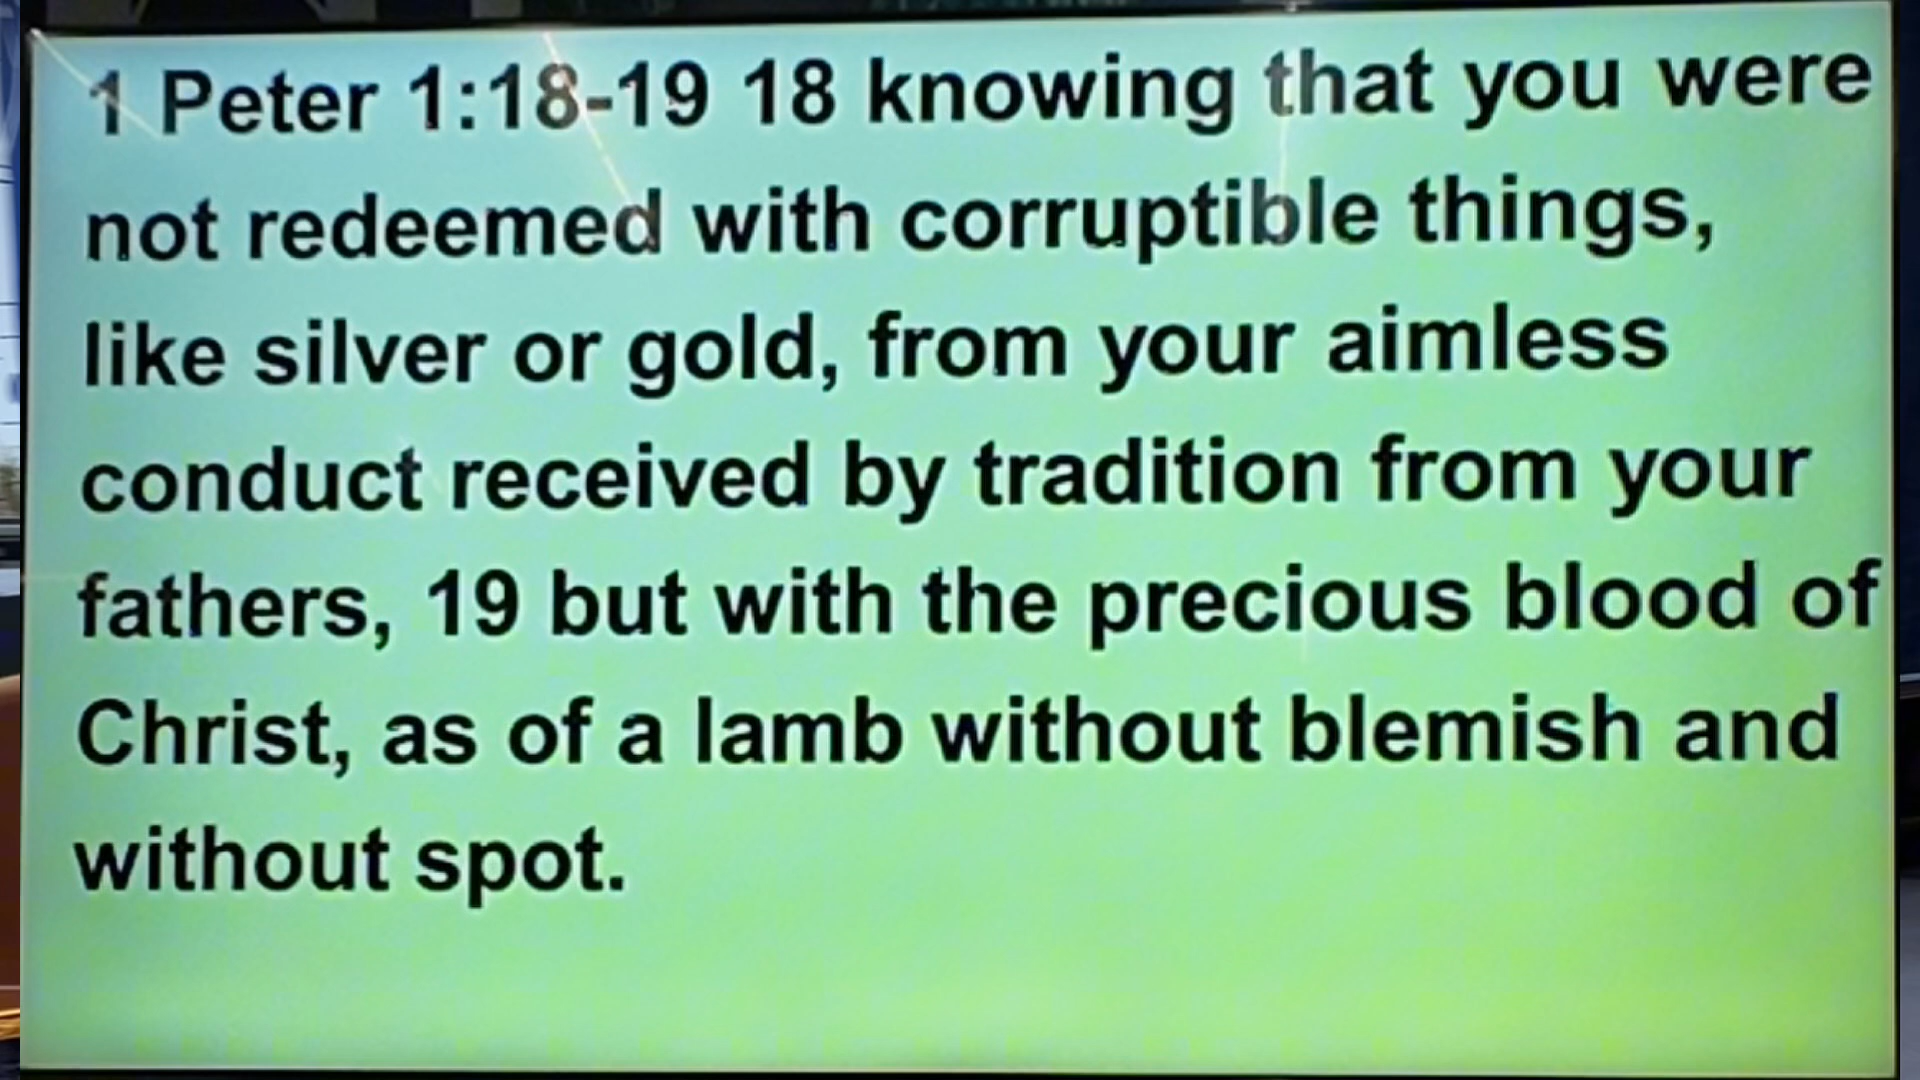 1 Peter 1:18-19 18 knowing that you were
not redeemed with corruptible things,
like silver or gold, from your aimless
conduct received by tradition from your
fathers, 19 but with the precious blood of
Christ, as of a lamb without blemish and
without spot.